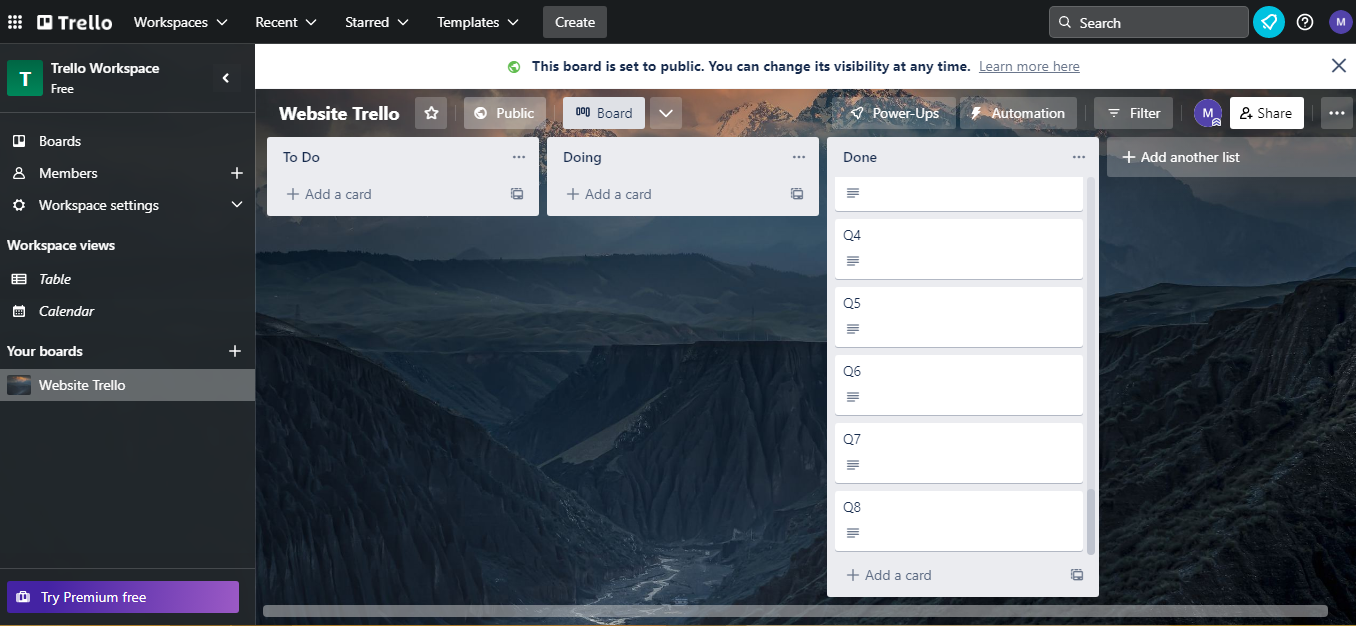 Trello
Workspaces
Recent
Starred
Templates
Create
Search
M
T
Trello Workspace
Free
This board is set to public. You can change its visibility at any time. Learn more here
Website Trello
Public
Board
Power-Ups
Automation
Filter
M
Share
Boards
Members
Workspace settings
Workspace views
Table
Calendar
Your boards
Website Trello
Try Premium free
To Do
Add a card
Doing
Add a card
Done
Q4
Q5
Q6
Q7
Q8
Add a card
Add another list